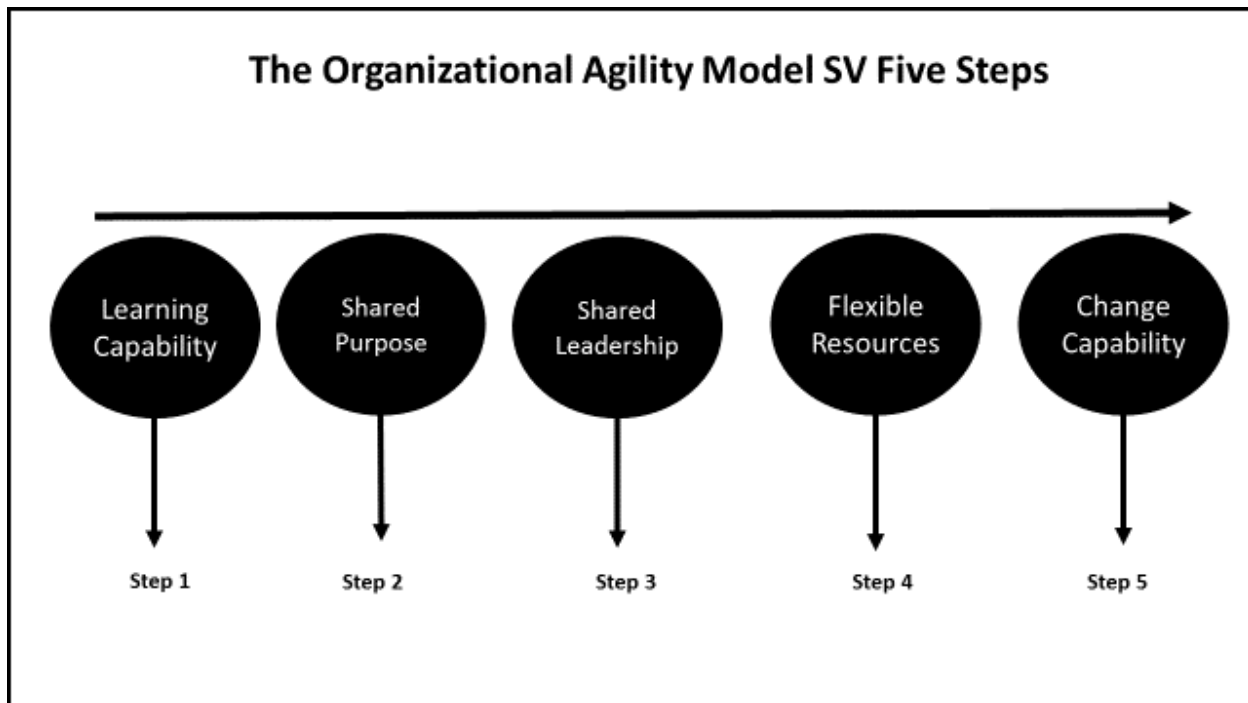 The Organizational Agility Model SV Five Steps
Learning
Capability
Shared
Purpose
Shared
Leadership
Flexible
Resources
Change
Capability
Step 1
Step 2
Step 3
Step 4
Step 5